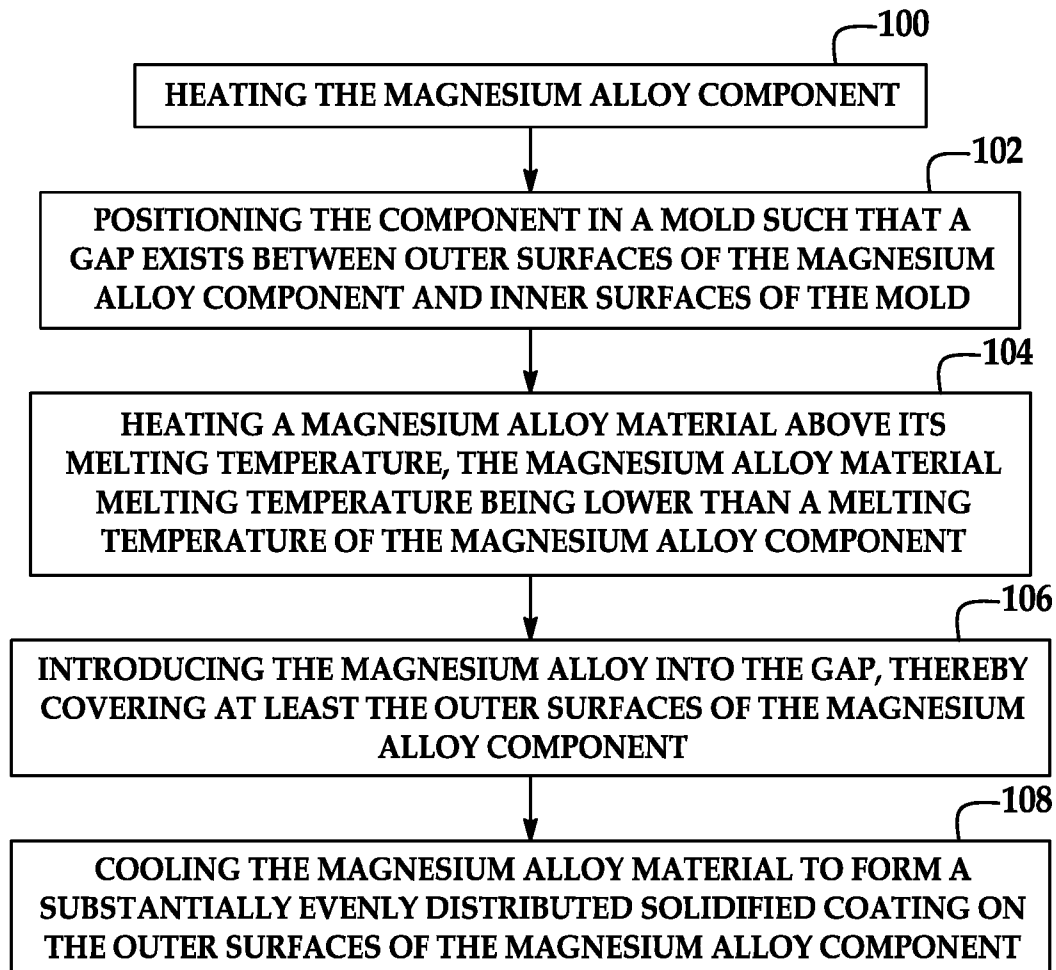 100
HEATING THE MAGNESIUM ALLOY COMPONENT
102
POSITIONING THE COMPONENT IN A MOLD SUCH THAT A
GAP EXISTS BETWEEN OUTER SURFACES OF THE MAGNESIUM
ALLOY COMPONENT AND INNER SURFACES OF THE MOLD
104
HEATING A MAGNESIUM ALLOY MATERIAL ABOVE ITS
MELTING TEMPERATURE, THE MAGNESIUM ALLOY MATERIAL
MELTING TEMPERATURE BEING LOWER THAN A MELTING
TEMPERATURE OF THE MAGNESIUM ALLOY COMPONENT
106
INTRODUCING THE MAGNESIUM ALLOY INTO THE GAP, THEREBY
COVERING AT LEAST THE OUTER SURFACES OF THE MAGNESIUM
ALLOY COMPONENT
108
COOLING THE MAGNESIUM ALLOY MATERIAL TO FORM A
SUBSTANTIALLY EVENLY DISTRIBUTED SOLIDIFIED COATING ON
THE OUTER SURFACES OF THE MAGNESIUM ALLOY COMPONENT